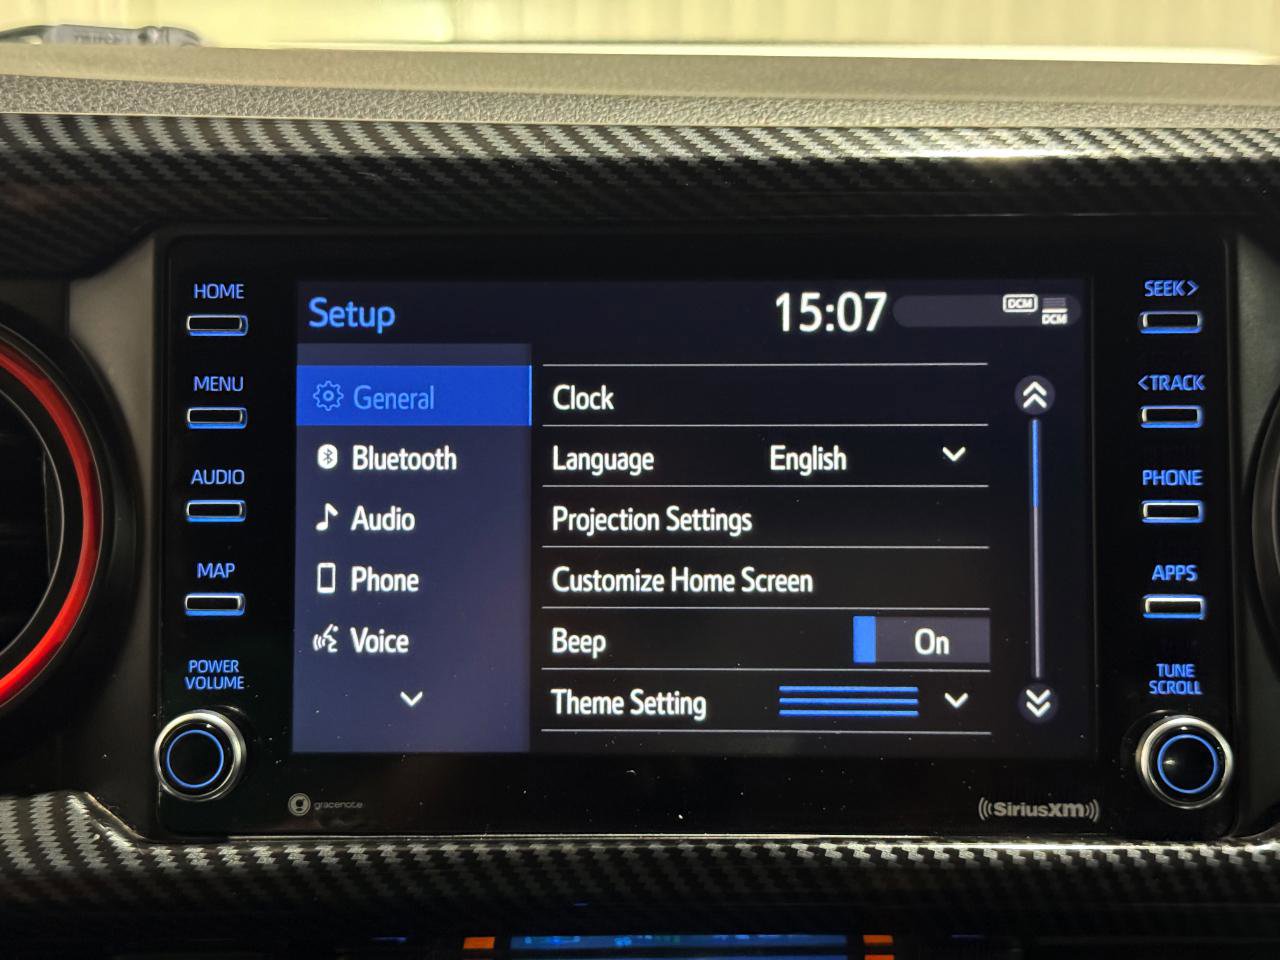 HOME
MENU
AUDIO
MAP
POWER
VOLUME
Setup
15:07
DCM
DCM
General
Bluetooth
Audio
Phone
Voice
Clock
Language English
Projection Settings
Customize Home Screen
Beep On
Theme Setting
SEEK>
<TRACK
PHONE
APPS
TUNE
SCROLL
gracenote
SiriusXM